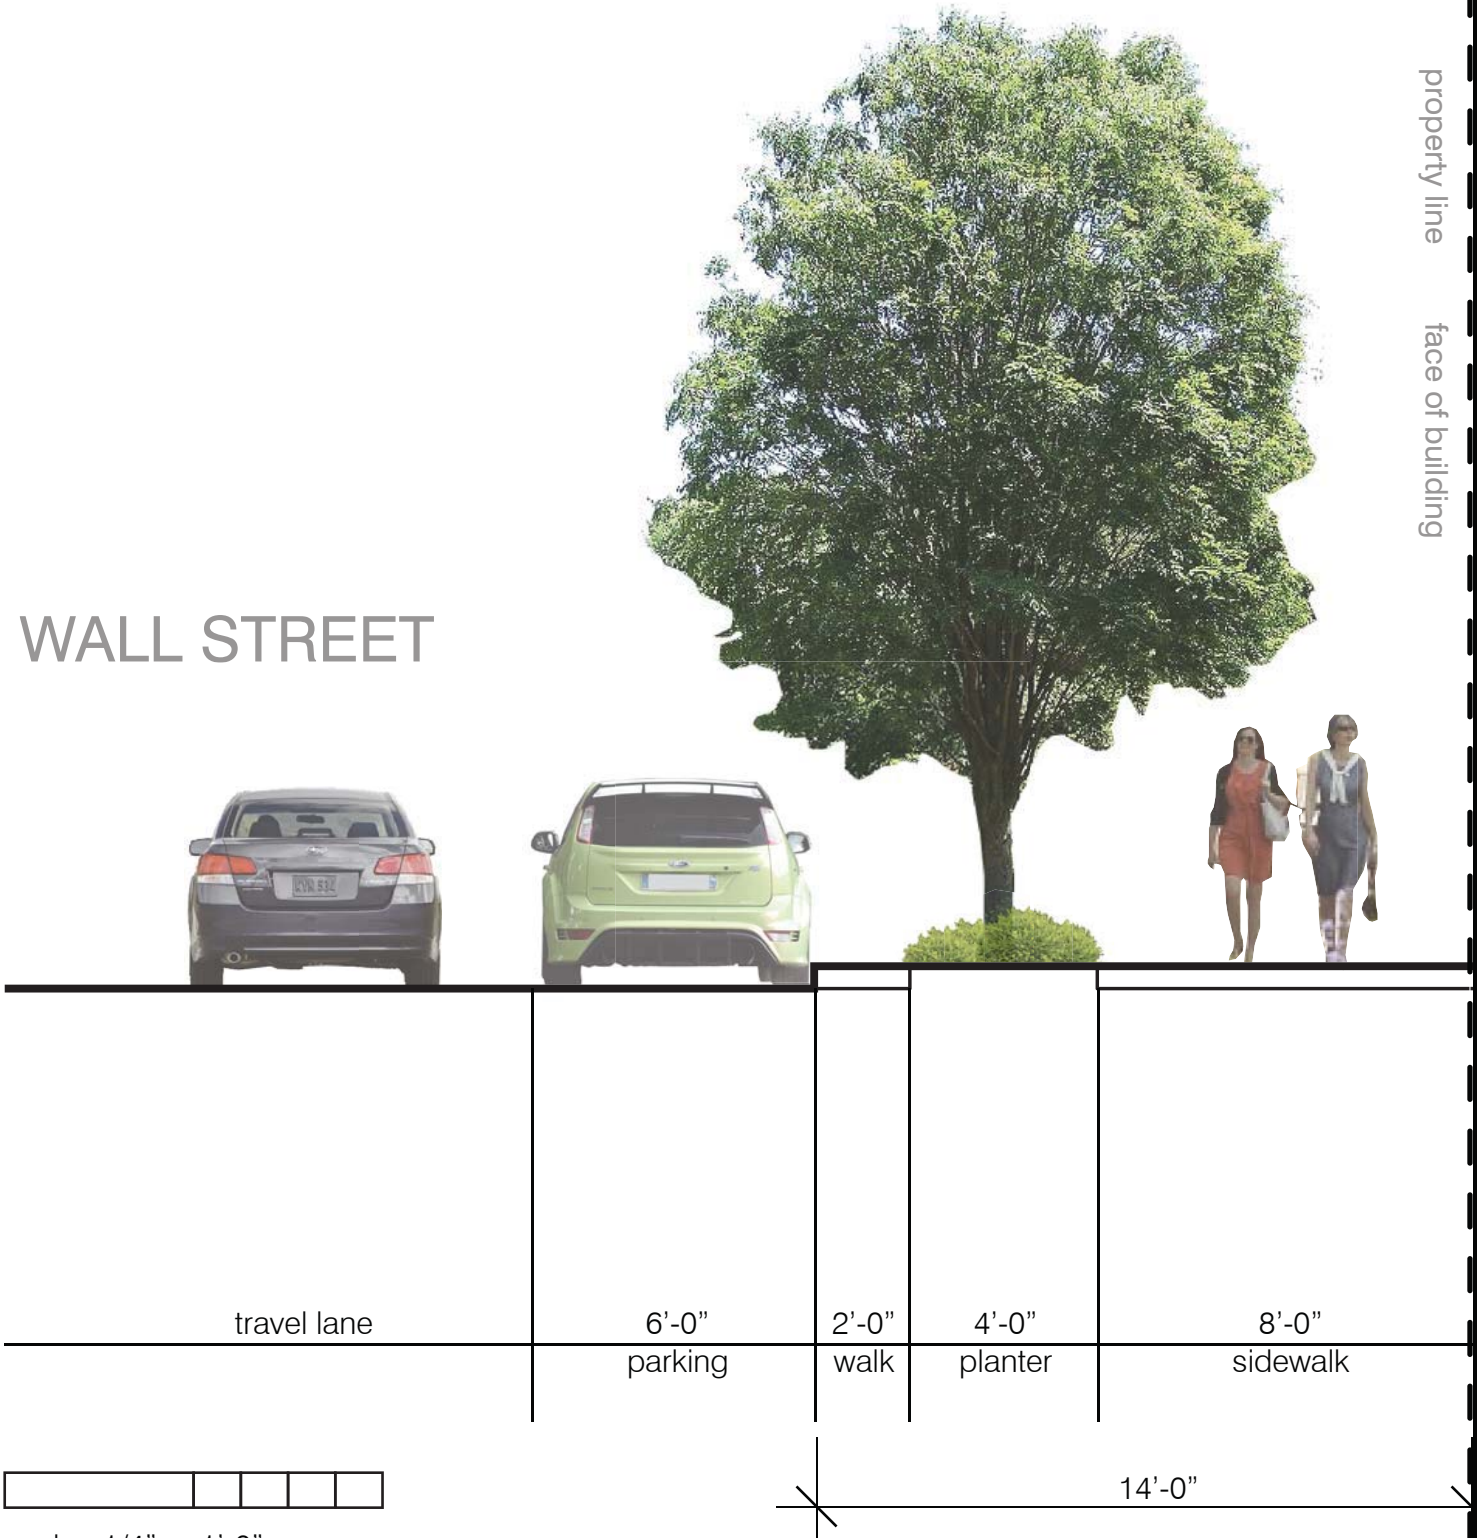 property line
face of building
WALL STREET
travel lane
6’-0”
2’-0”
4’-0”
8’-0”
parking
walk
planter
sidewalk
14’-0”